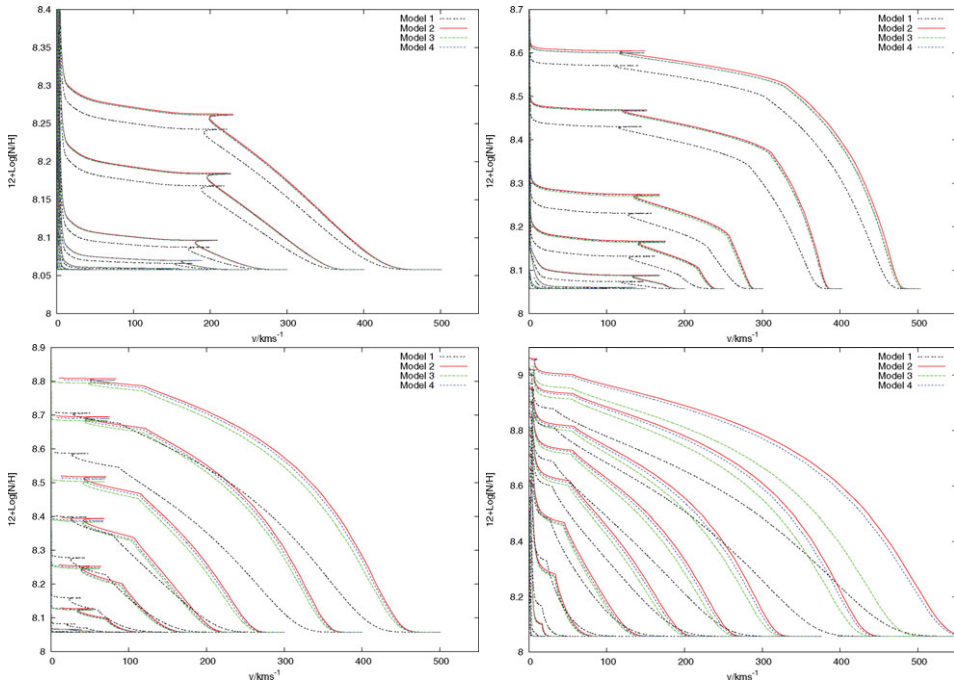 8.4
8.35
8.3
8.25
8.2
8.15
8.1
8.05
8
12+Log[N/H]
0
100
200
300
400
500
v/kms-1
Model 1
Model 2
Model 3
Model 4
8.7
8.6
8.5
8.4
8.3
8.2
8.1
8
12+Log[N/H]
0
100
200
300
400
500
v/kms-1
Model 1
Model 2
Model 3
Model 4
8.9
8.8
8.7
8.6
8.5
8.4
8.3
8.2
8.1
8
12+Log[N/H]
0
100
200
300
400
500
v/kms-1
Model 1
Model 2
Model 3
Model 4
9
8.8
8.6
8.4
8.2
8
12+Log[N/H]
0
100
200
300
400
500
v/kms-1
Model 1
Model 2
Model 3
Model 4